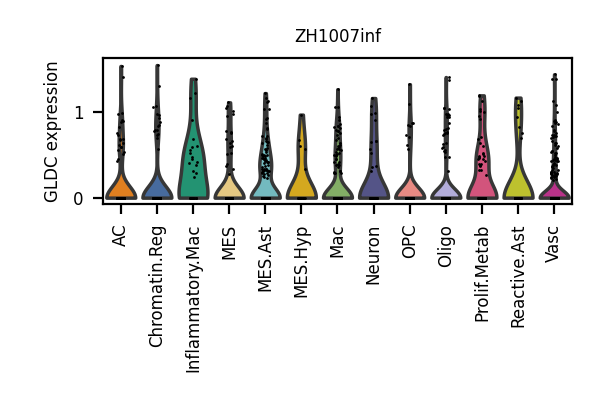 ZH1007inf
GLDC expression
1
0
AC
Chromatin.Reg
Inflammatory.Mac
MES
MES.Ast
MES.Hyp
Mac
Neuron
OPC
Oligo
Prolif.Metab
Reactive.Ast
Vasc